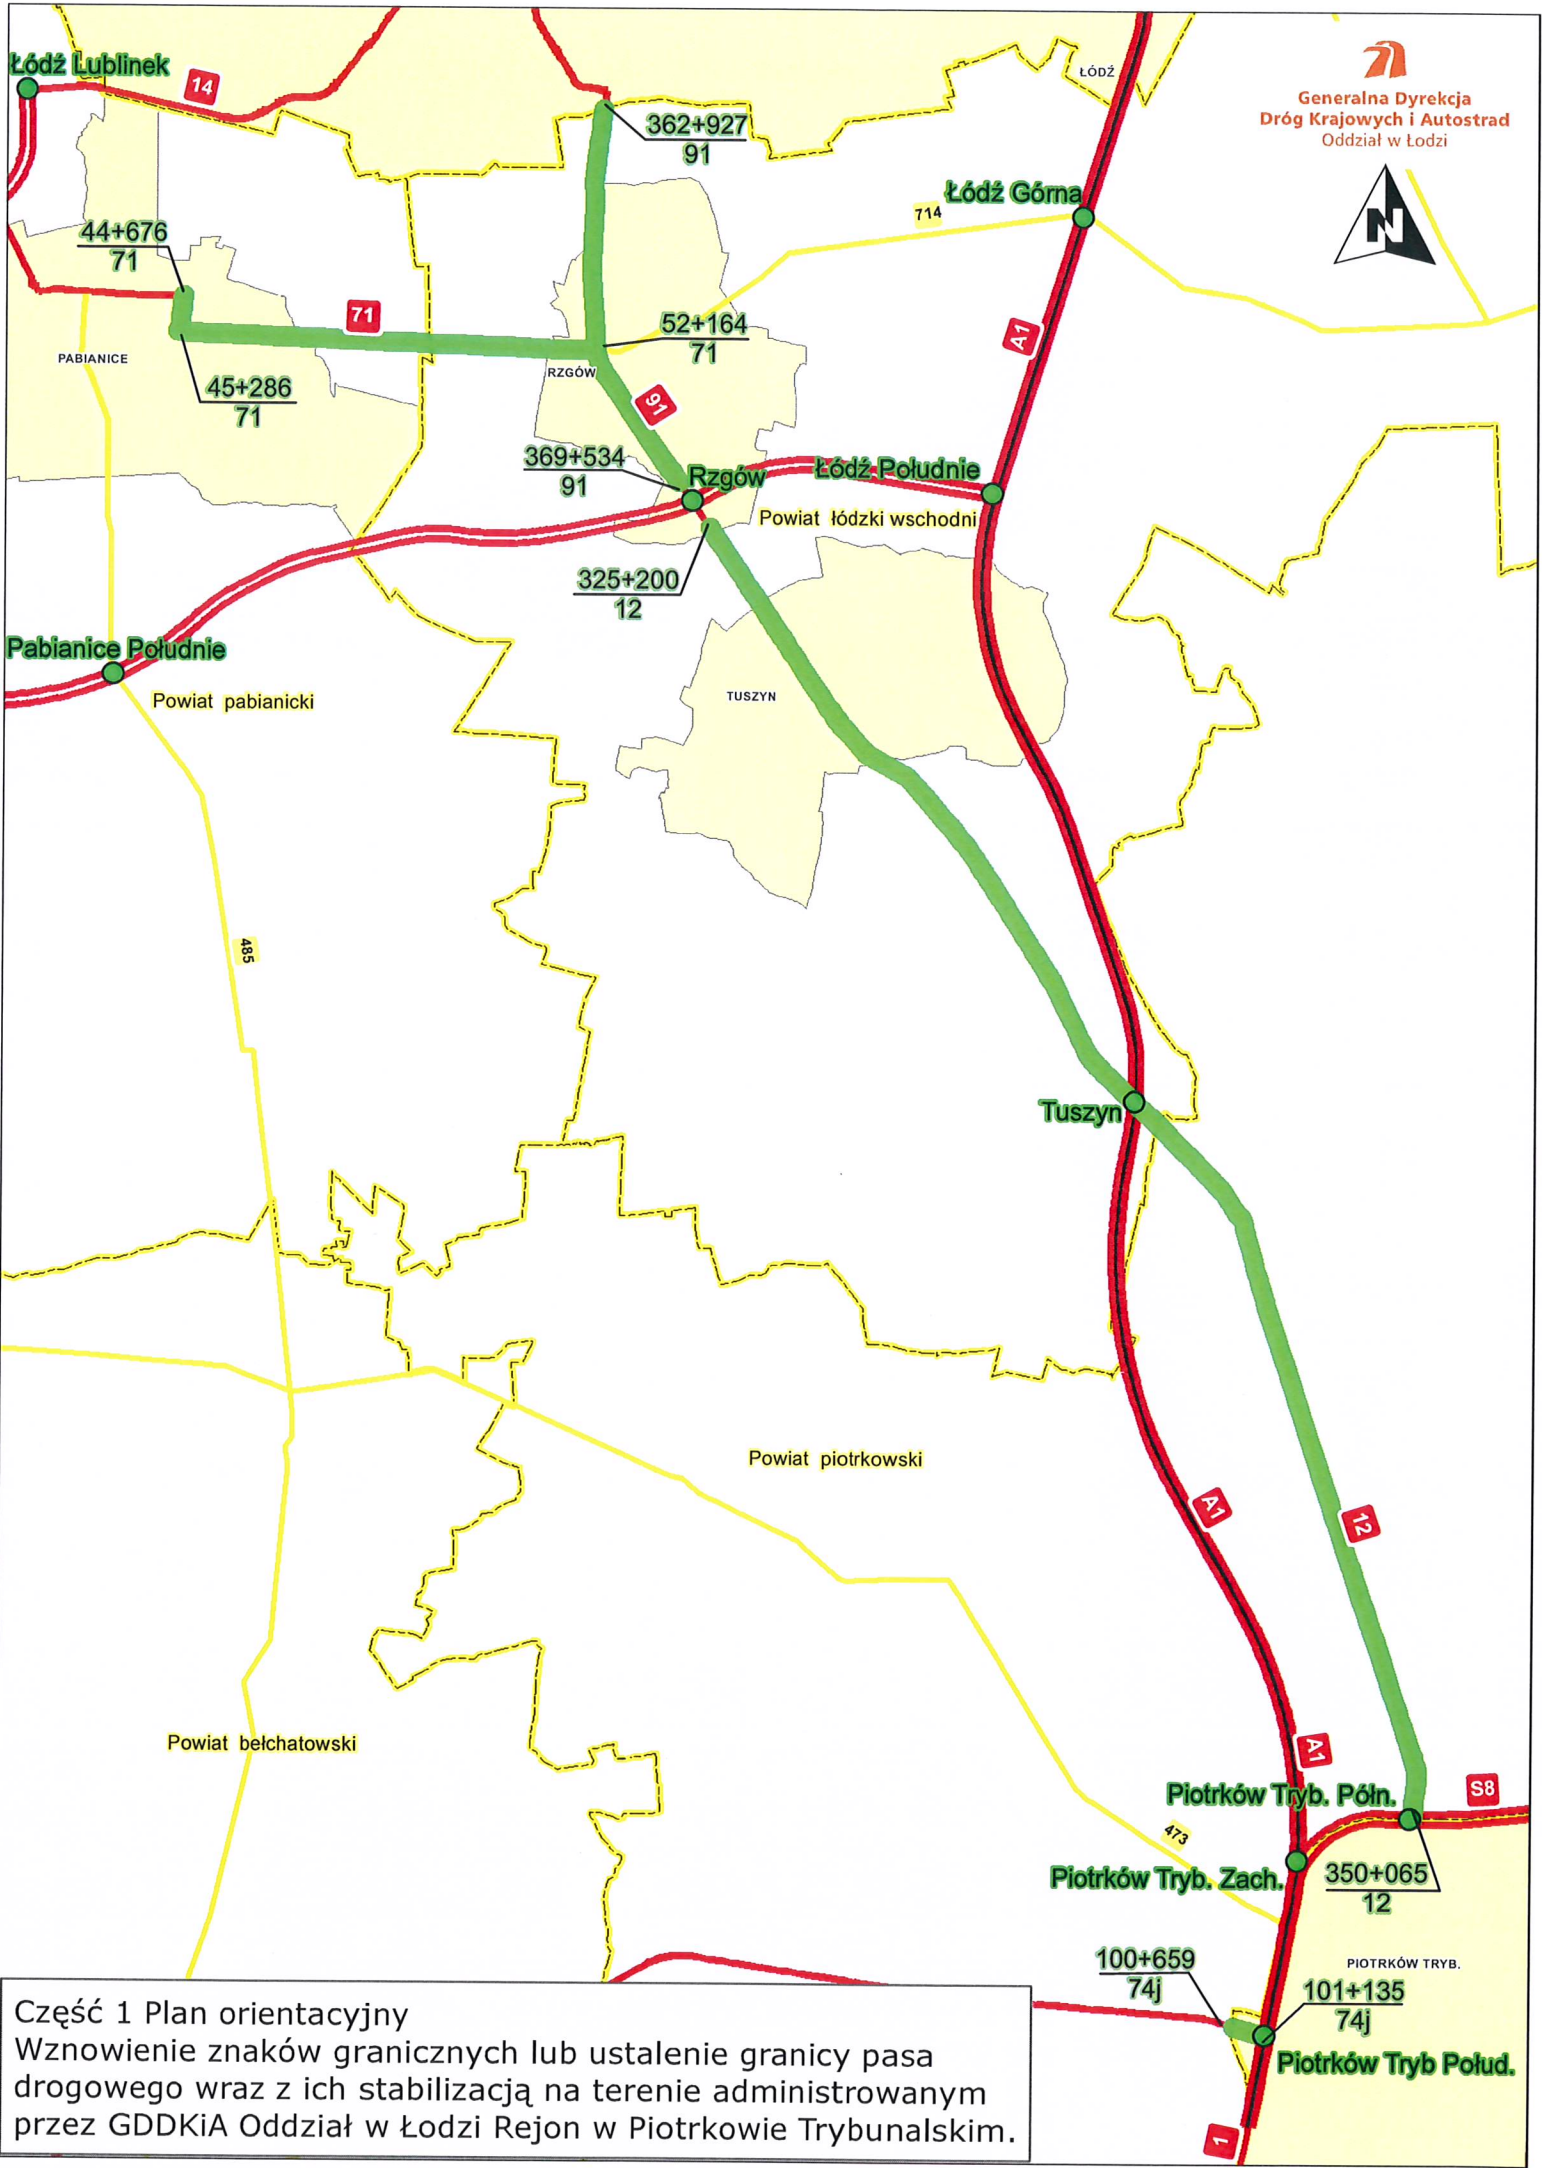 Łódź Lublinek
14
ŁÓDŹ
Generalna Dyrekcja
Dróg Krajowych i Autostrad
Oddział w Łodzi
N
362+927
91
Łódź Górna
714
44+676
71
71
52+164
71
A1
PABIANICE
RZGÓW
45+286
71
91
369+534
91
Rzgów
Łódź Południe
Powiat łódzki wschodni
325+200
12
Pabianice Południe
Powiat pabianicki
TUSZYN
485
Tuszyn
Powiat piotrkowski
A1
12
Powiat bełchatowski
A1
S8
Piotrków Tryb. Półn.
473
Piotrków Tryb. Zach.
350+065
12
100+659
74j
PIOTRKÓW TRYB.
101+135
74j
Piotrków Tryb Połud.
1
Część 1 Plan orientacyjny
Wznowienie znaków granicznych lub ustalenie granicy pasa
drogowego wraz z ich stabilizacją na terenie administrowanym
przez GDDKiA Oddział w Łodzi Rejon w Piotrkowie Trybunalskim.